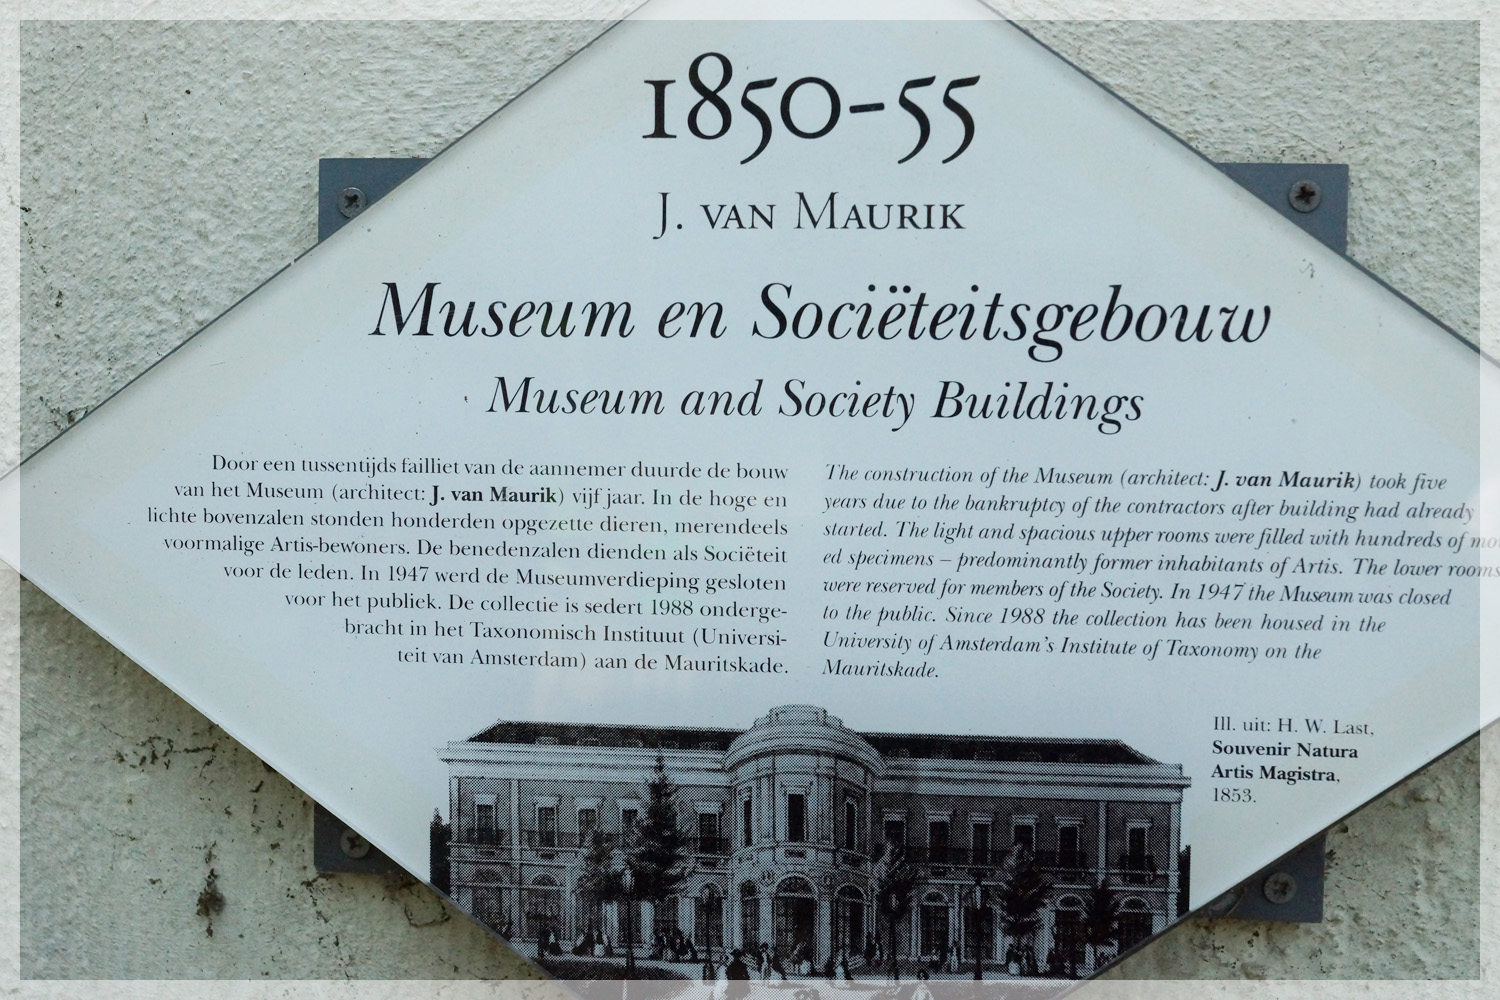 1850-55
J. van Maurik
Museum en Sociëteitsgebouw
Museum and Society Buildings
Door een tussentijds failliet van de aannemer duurde de bouw
van het Museum (architect: J. van Maurik) vijf jaar. In de hoge en
lichte bovenzalen stonden honderden opgezette dieren, merendeels
voormalige Artis-bewoners. De benedenzalen dienden als Sociëteit
voor de leden. In 1947 werd de Museumverdieping gesloten
voor het publiek. De collectie is sedert 1988 onderge-
bracht in het Taxonomisch Instituut (Universi-
teit van Amsterdam) aan de Mauritskade.
The construction of the Museum (architect: J. van Maurik) took five
years due to the bankruptcy of the contractors after building had already
started. The light and spacious upper rooms were filled with hundreds of
ed specimens – predominantly former inhabitants of Artis. The lower rooms
were reserved for members of the Society. In 1947 the Museum was closed
to the public. Since 1988 the collection has been housed in the
University of Amsterdam's Institute of Taxonomy on the
Mauritskade.
Ill. uit: H. W. Last,
Souvenir Natura
Artis Magistra,
1853.